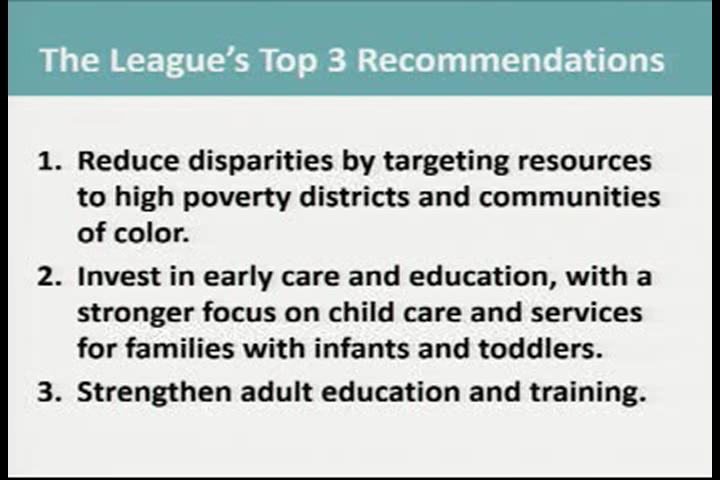 The League's Top 3 Recommendations
1. Reduce disparities by targeting resources
to high poverty districts and communities
of color.
2. Invest in early care and education, with a
stronger focus on child care and services
for families with infants and toddlers.
3. Strengthen adult education and training.